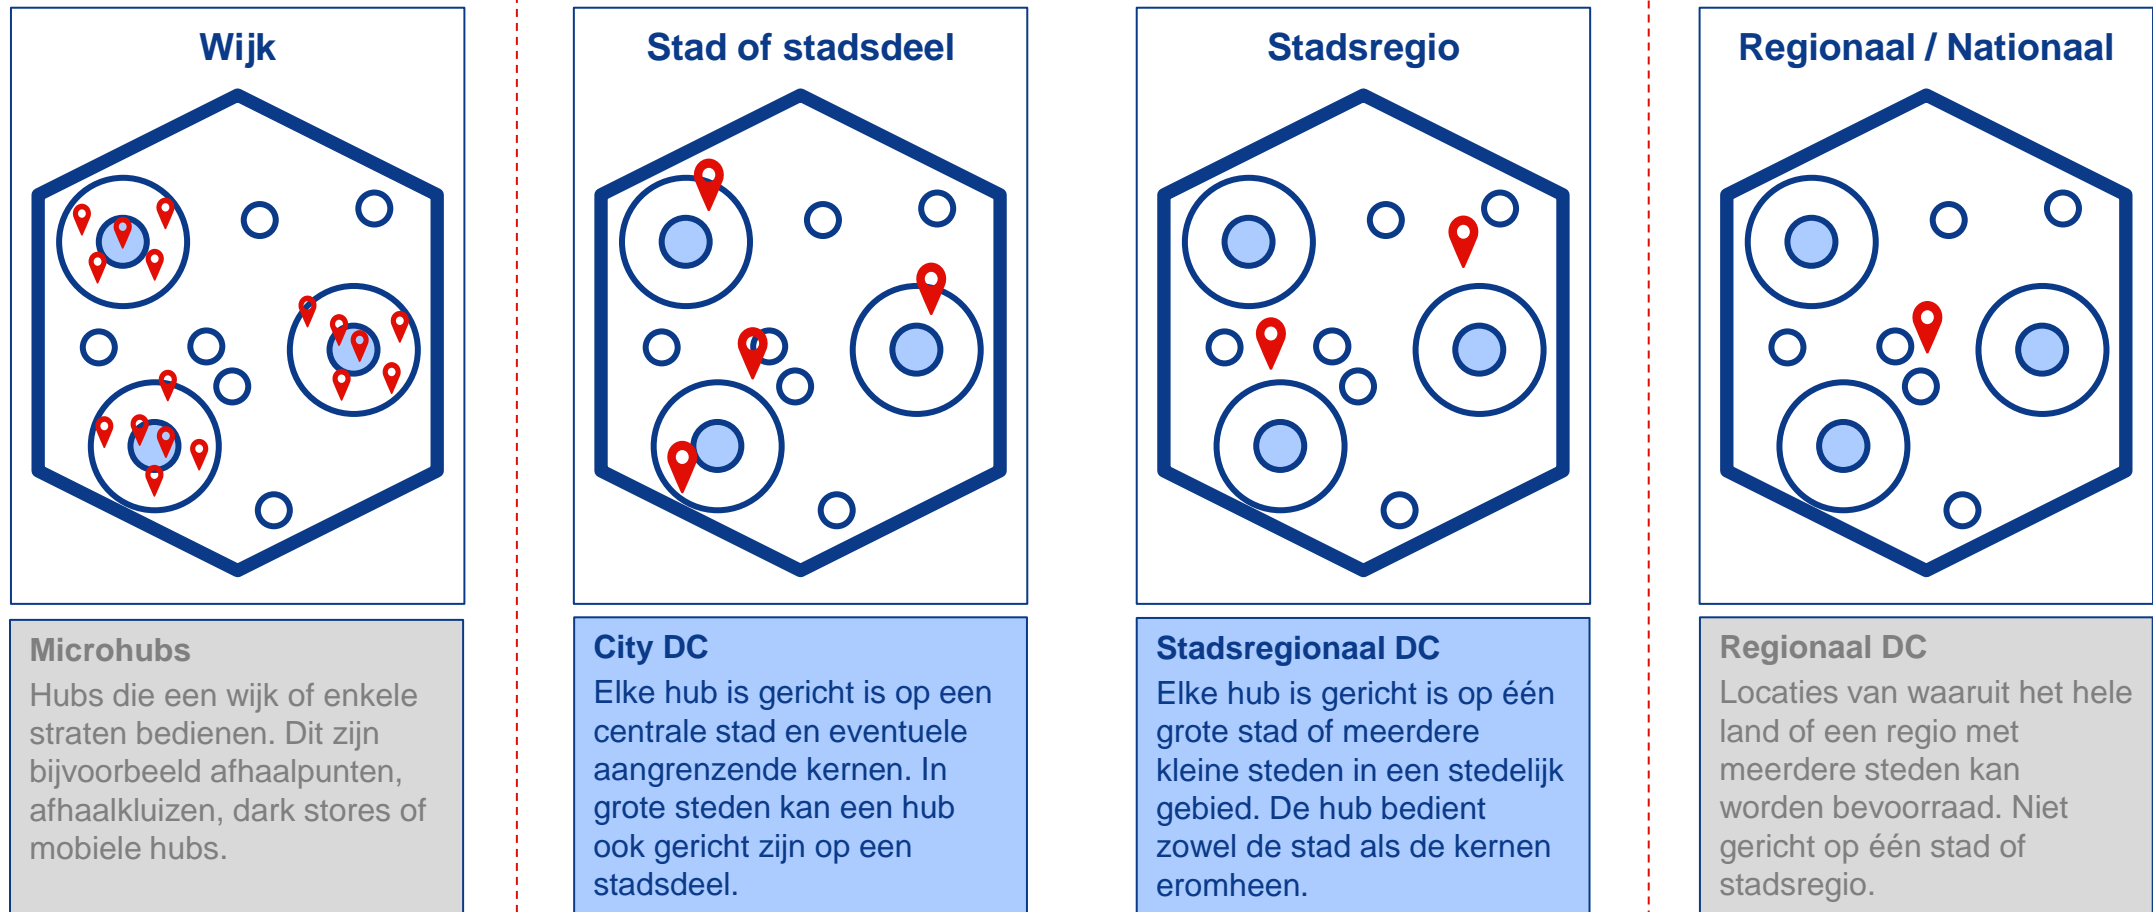 Wijk
Microhubs
Hubs die een wijk of enkele
straten bedienen. Dit zijn
bijvoorbeeld afhaalpunten,
afhaalkluizen, dark stores of
mobiele hubs.
Stad of stadsdeel
City DC
Elke hub is gericht is op een
centrale stad en eventuele
aangrenzende kernen. In
grote steden kan een hub
ook gericht zijn op een
stadsdeel.
Stadsregio
Stadsregionaal DC
Elke hub is gericht is op één
grote stad of meerdere
kleine steden in een stedelijk
gebied. De hub bedient
zowel de stad als de kernen
eromheen.
Regionaal / Nationaal
Regionaal DC
Locaties van waaruit het hele
land of een regio met
meerdere steden kan
worden bevoorraad. Niet
gericht op één stad of
stadsregio.